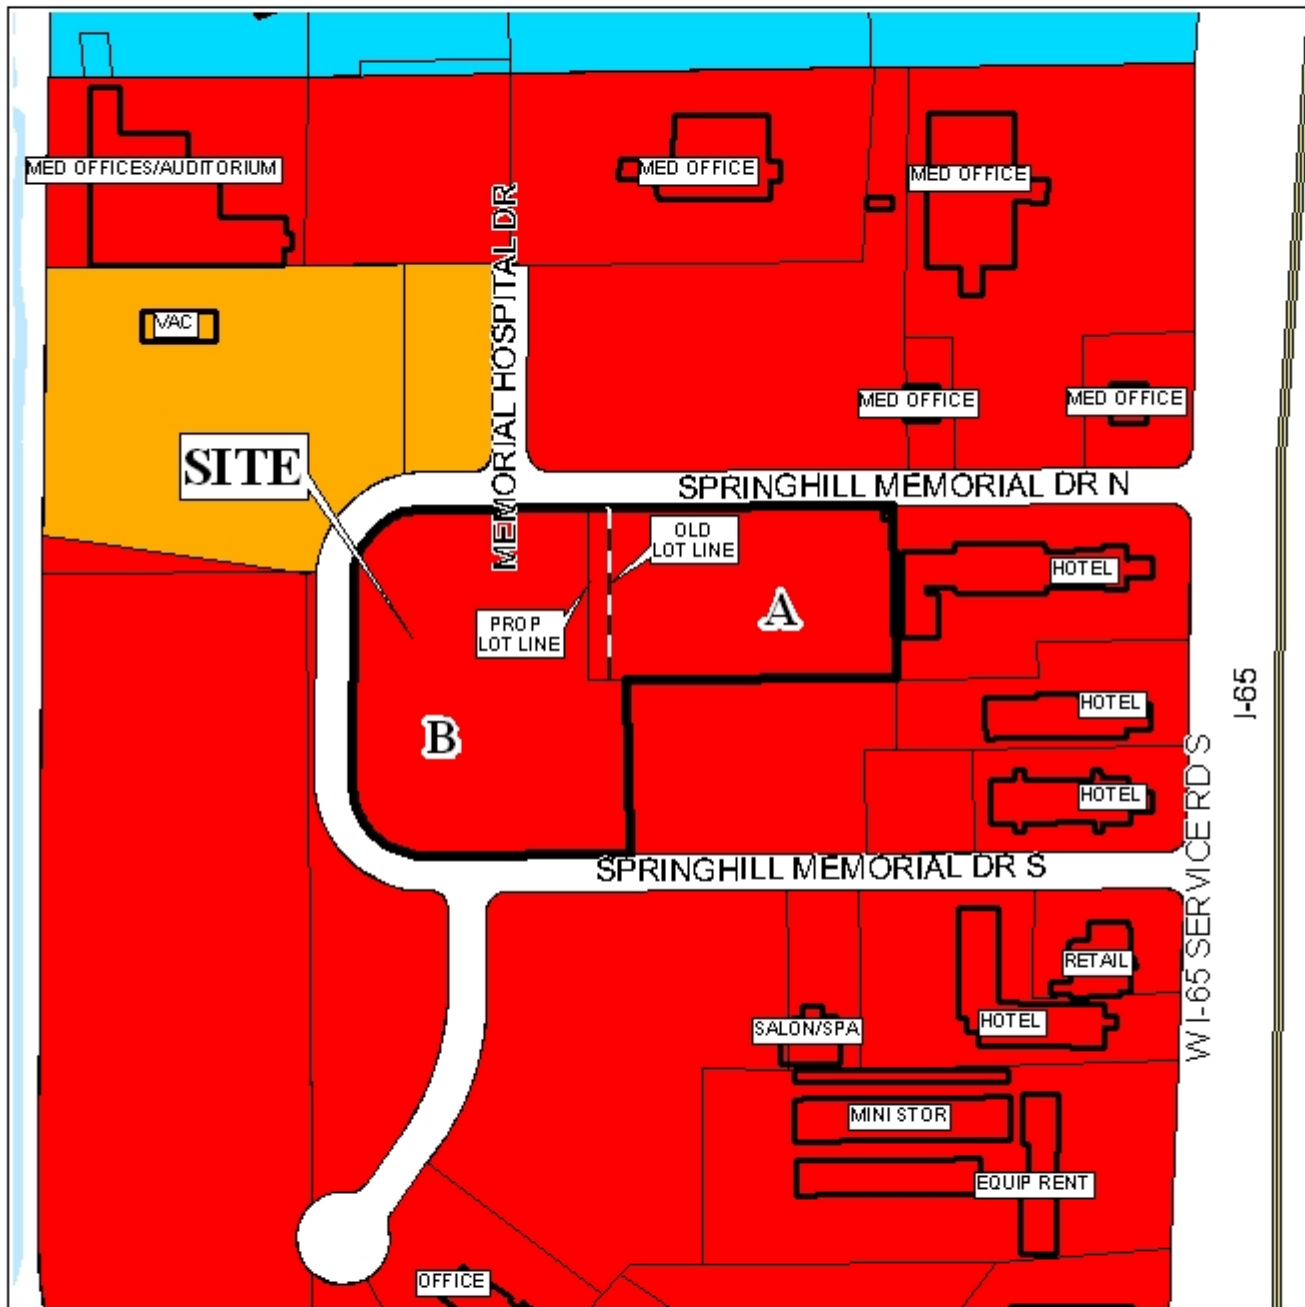 MED OFFICES/AUDITORIUM
MED OFFICE
MED OFFICE
MEMORIAL HOSPITAL DR
VAC
MED OFFICE
MED OFFICE
SITE
SPRINGHILL MEMORIAL DR N
OLD
LOT LINE
HOTEL
A
PROP
LOT LINE
I-65
HOTEL
B
HOTEL
SPRINGHILL MEMORIAL DR S
W I-65 SERVICE RD S
RETAIL
SALON/SPA
HOTEL
MINI STOR
EQUIP RENT
OFFICE